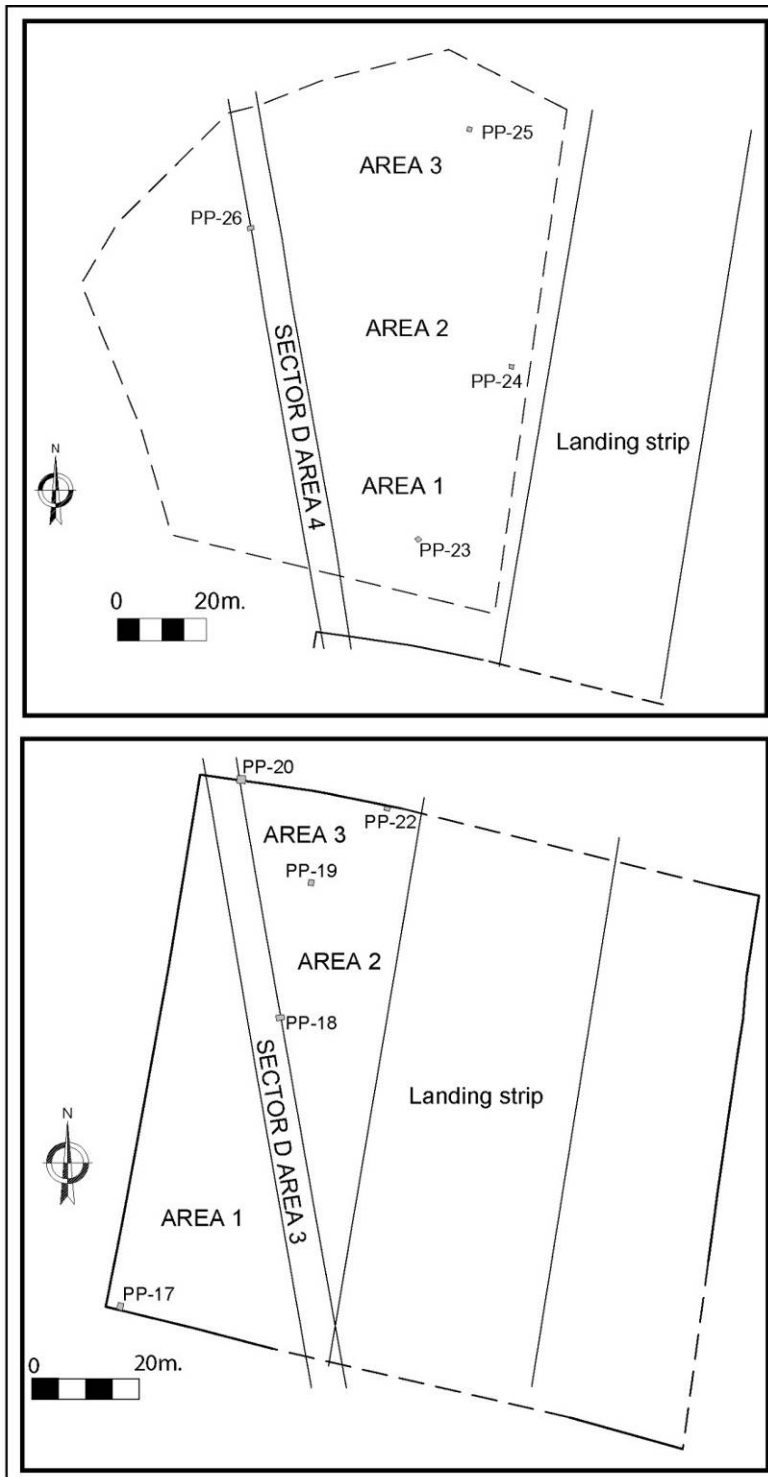 PP-25
AREA 3
PP-26
AREA 2
SECTOR D AREA 4
PP-24
Landing strip
N
AREA 1
PP-23
0 20m.
PP-20
PP-22
AREA 3
PP-19
AREA 2
PP-18
SECTOR D AREA 3
Landing strip
N
AREA 1
PP-17
0 20m.